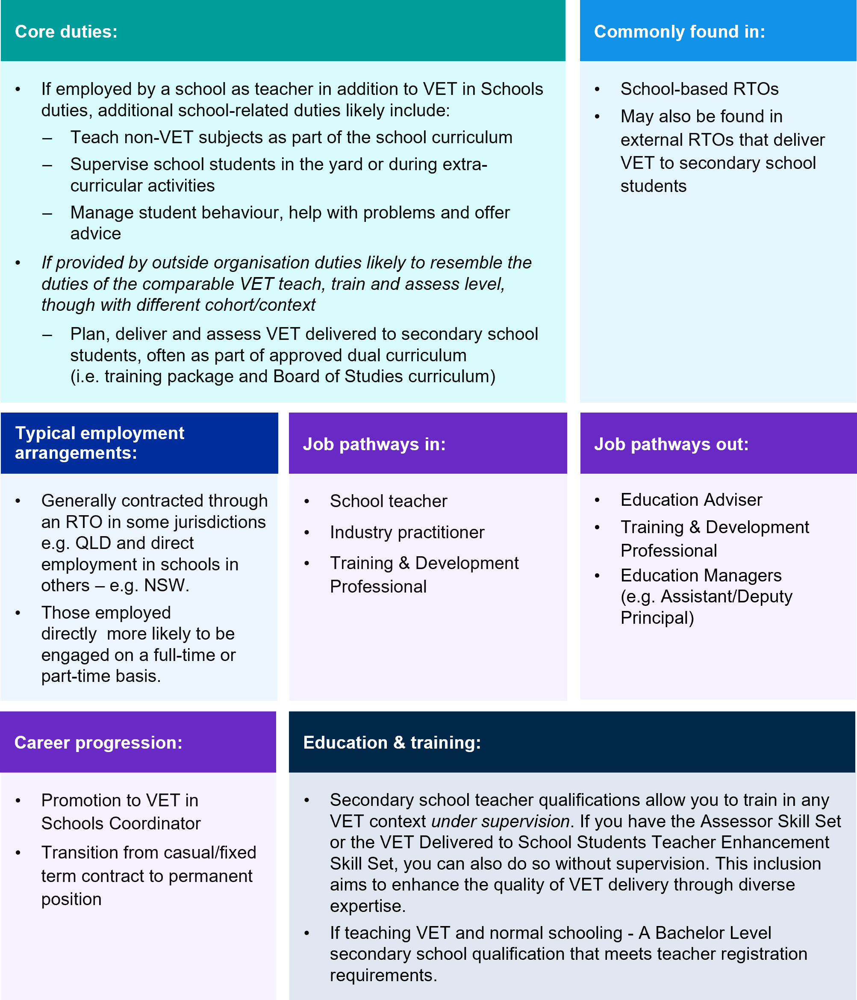 Core duties:
• If employed by a school as teacher in addition to VET in Schools
duties, additional school-related duties likely include:
– Teach non-VET subjects as part of the school curriculum
– Supervise school students in the yard or during extra-
curricular activities
– Manage student behaviour, help with problems and offer
advice
• If provided by outside organisation duties likely to resemble the
duties of the comparable VET teach, train and assess level,
though with different cohort/context
– Plan, deliver and assess VET delivered to secondary school
students, often as part of approved dual curriculum
(i.e. training package and Board of Studies curriculum)
Commonly found in:
• School-based RTOs
• May also be found in
external RTOs that deliver
VET to secondary school
students
Typical employment
arrangements:
• Generally contracted through
an RTO in some jurisdictions
e.g. QLD and direct
employment in schools in
others – e.g. NSW.
• Those employed
directly  more likely to be
engaged on a full-time or
part-time basis.
Job pathways in:
• School teacher
• Industry practitioner
• Training & Development
Professional
Job pathways out:
• Education Adviser
• Training & Development
Professional
• Education Managers
(e.g. Assistant/Deputy
Principal)
Career progression:
• Promotion to VET in
Schools Coordinator
• Transition from casual/fixed
term contract to permanent
position
Education & training:
• Secondary school teacher qualifications allow you to train in any
VET context under supervision. If you have the Assessor Skill Set
or the VET Delivered to School Students Teacher Enhancement
Skill Set, you can also do so without supervision. This inclusion
aims to enhance the quality of VET delivery through diverse
expertise.
• If teaching VET and normal schooling - A Bachelor Level
secondary school qualification that meets teacher registration
requirements.